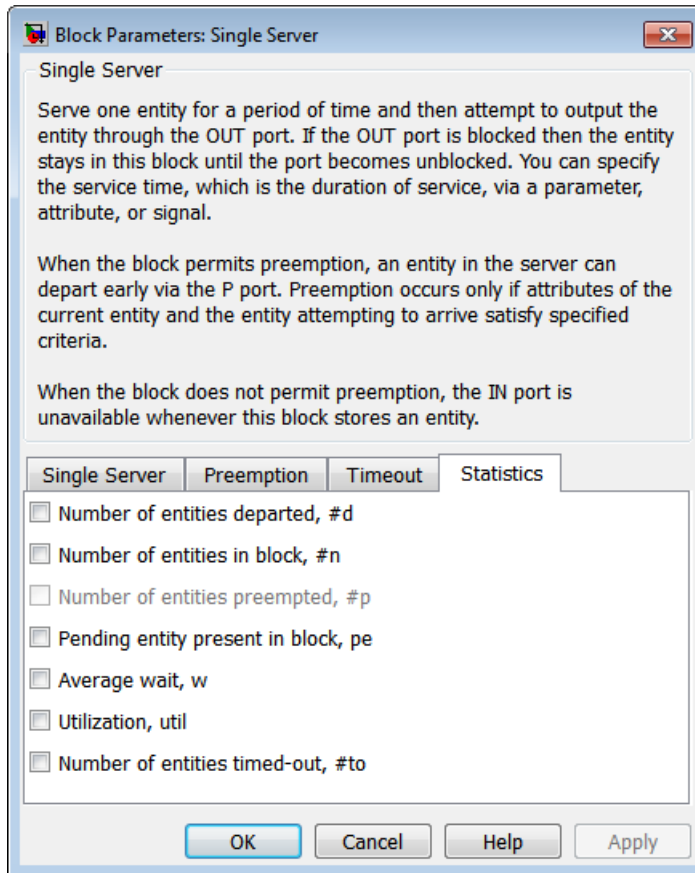 Block Parameters: Single Server
Single Server
Serve one entity for a period of time and then attempt to output the
entity through the OUT port. If the OUT port is blocked then the entity
stays in this block until the port becomes unblocked. You can specify
the service time, which is the duration of service, via a parameter,
attribute, or signal.
When the block permits preemption, an entity in the server can
depart early via the P port. Preemption occurs only if attributes of the
current entity and the entity attempting to arrive satisfy specified
criteria.
When the block does not permit preemption, the IN port is
unavailable whenever this block stores an entity.
Single Server Preemption Timeout Statistics
Number of entities departed, #d
Number of entities in block, #n
Number of entities preempted, #p
Pending entity present in block, pe
Average wait, w
Utilization, util
Number of entities timed-out, #to
OK Cancel Help Apply